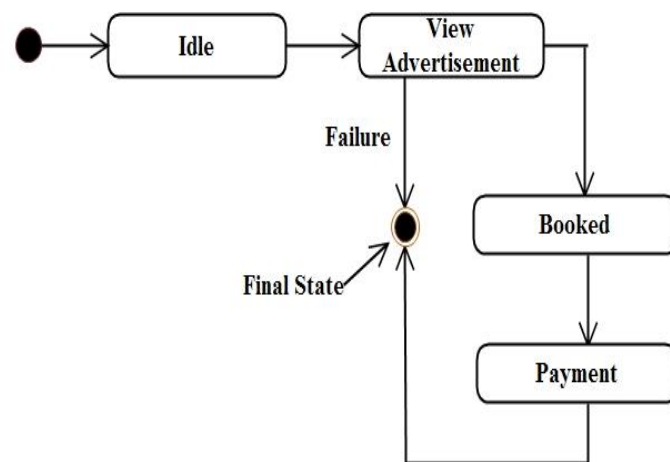 Idle
View
Advertisement
Failure
Booked
Final State
Payment